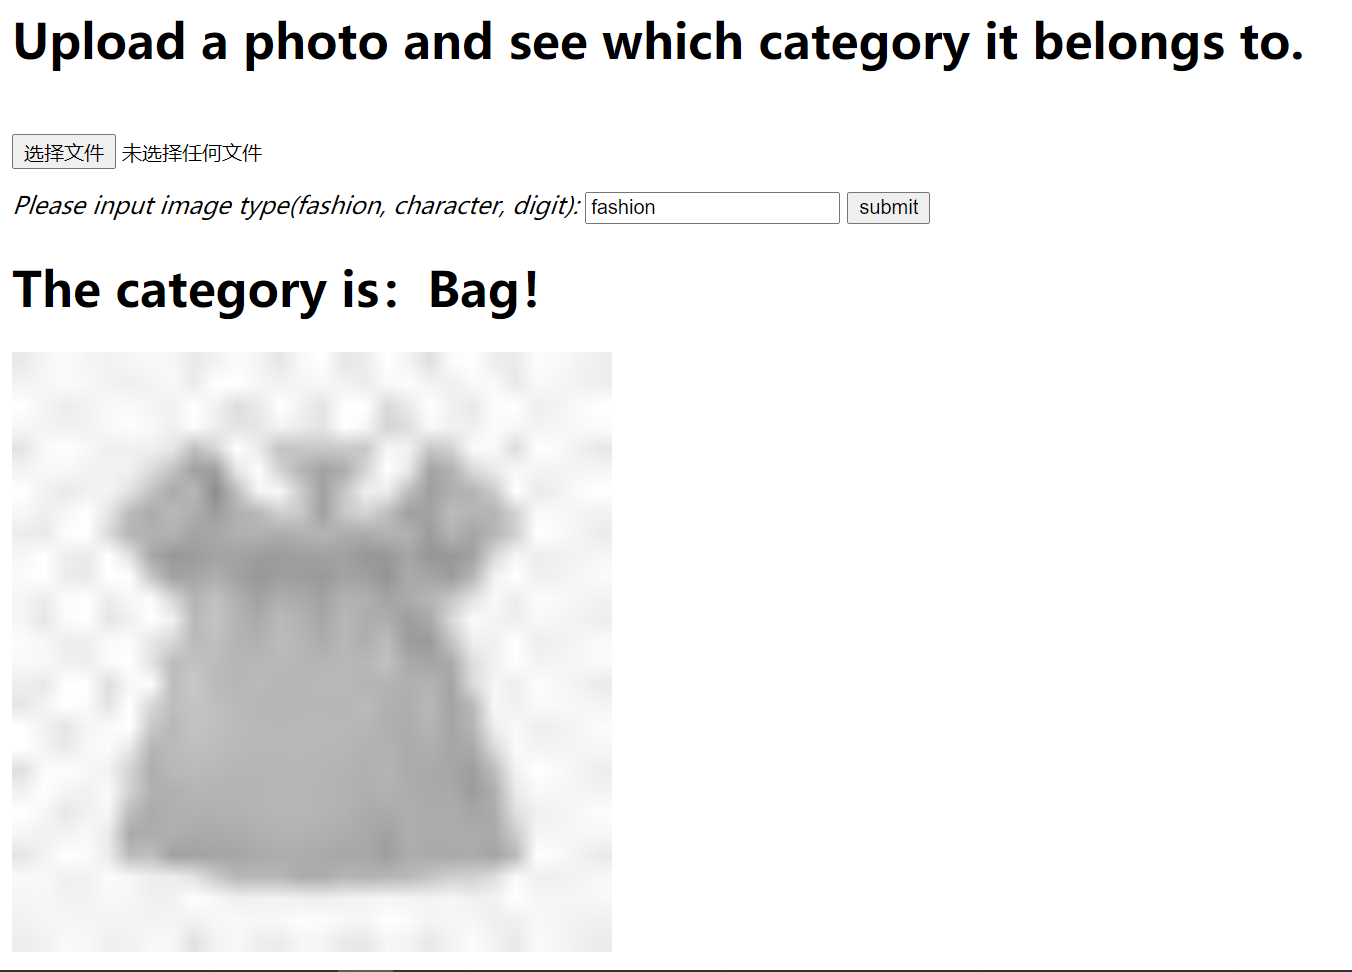 Upload a photo and see which category it belongs to.
选择文件 未选择任何文件
Please input image type(fashion, character, digit): fashion submit
The category is：Bag！